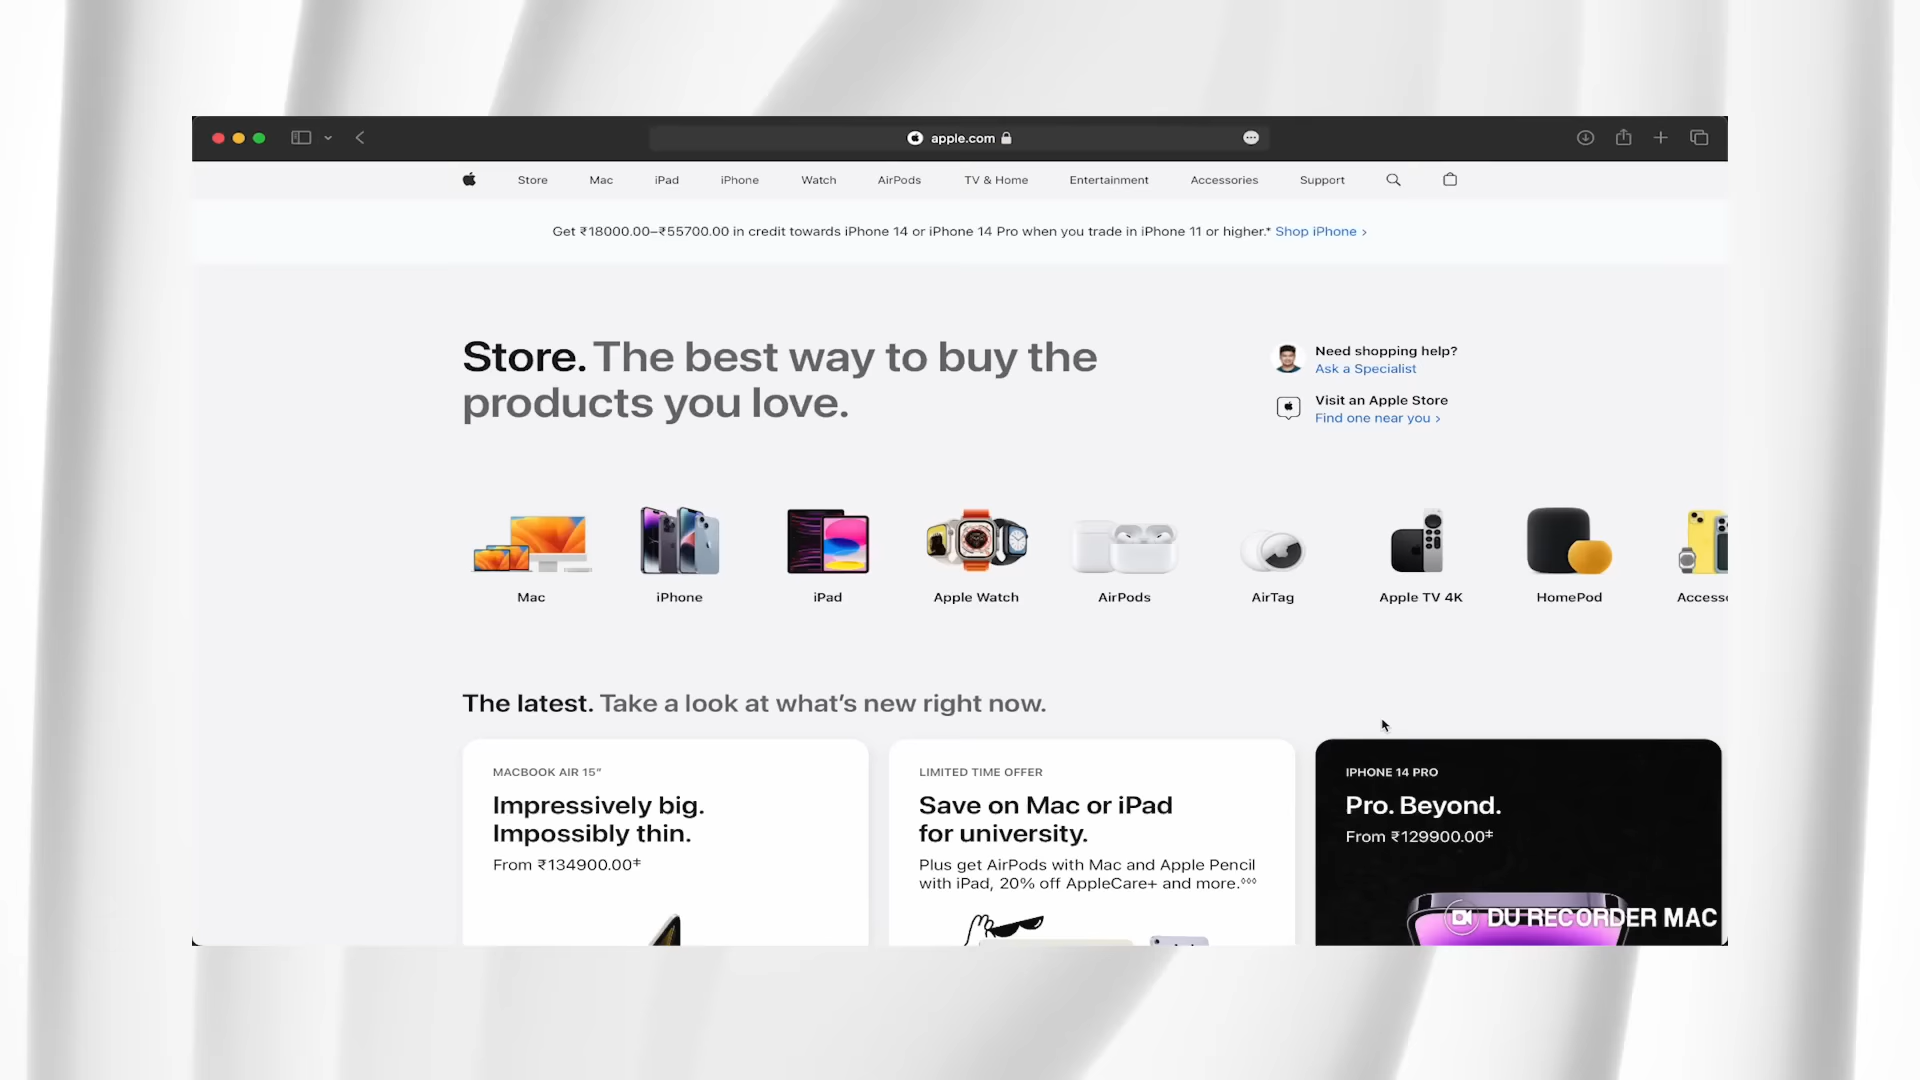 apple.com
Store Mac iPad iPhone Watch AirPods TV & Home Entertainment Accessories Support
Get ₹18000.00–₹55700.00 in credit towards iPhone 14 or iPhone 14 Pro when you trade in iPhone 11 or higher.* Shop iPhone >
Store. The best way to buy the
products you love.
Need shopping help?
Ask a Specialist
Visit an Apple Store
Find one near you >
Mac iPhone iPad Apple Watch AirPods AirTag Apple TV 4K HomePod Access
The latest. Take a look at what's new right now.
MACBOOK AIR 15”
Impressively big.
Impossibly thin.
From ₹134900.00‡
LIMITED TIME OFFER
Save on Mac or iPad
for university.
Plus get AirPods with Mac and Apple Pencil
with iPad, 20% off AppleCare+ and more.◊◊◊
IPHONE 14 PRO
Pro. Beyond.
From ₹129900.00‡
DU RECORDER MAC